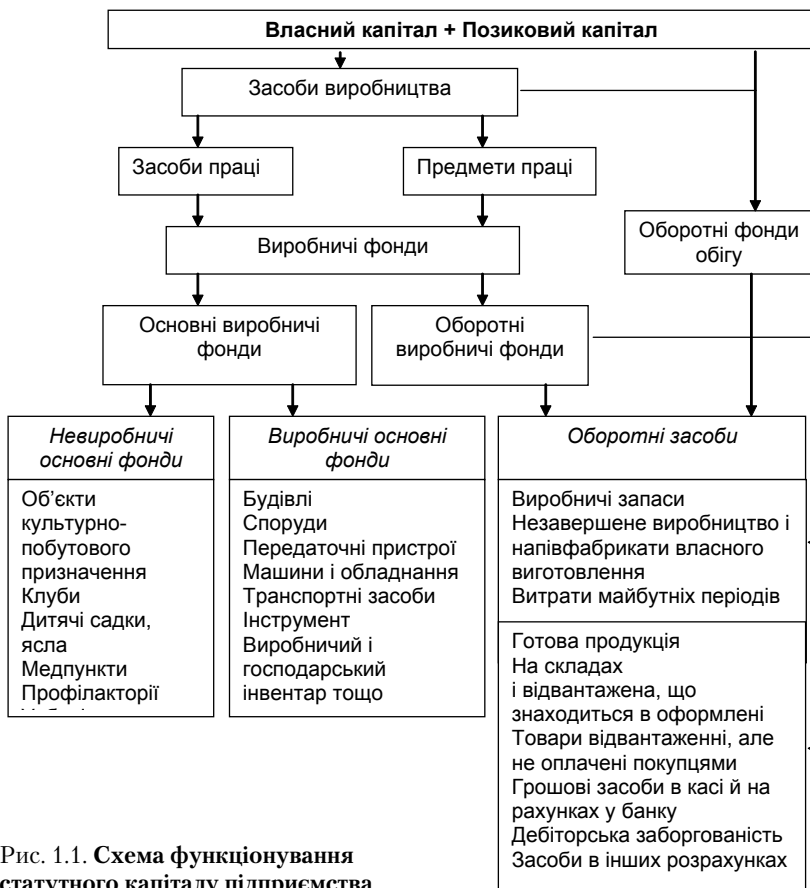 Власний капітал + Позиковий капітал
Засоби виробництва
Засоби праці
Предмети праці
Виробничі фонди
Оборотні фонди
обігу
Основні виробничі
фонди
Оборотні
виробничі фонди
Невиробничі
основні фонди
Об’єкти
культурно-
побутового
призначення
Клуби
Дитячі садки,
ясла
Медпункти
Профілакторії
Виробничі основні
фонди
Будівлі
Споруди
Передаточні пристрої
Машини і обладнання
Транспортні засоби
Інструмент
Виробничий і
господарський
інвентар тощо
Оборотні засоби
Виробничі запаси
Незавершене виробництво і
напівфабрикати власного
виготовлення
Витрати майбутніх періодів
Готова продукція
На складах
і відвантажена, що
знаходиться в оформлені
Товари відвантаженні, але
не оплачені покупцями
Грошові засоби в касі й на
рахунках у банку
Дебіторська заборгованість
Засоби в інших розрахунках
Рис. 1.1. Схема функціонування
статутного капіталу підприємства